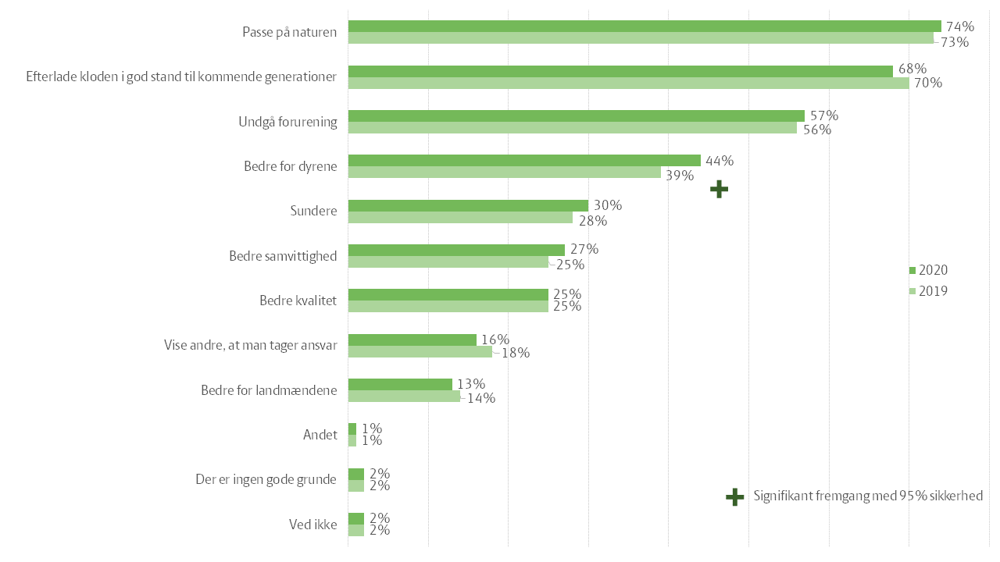 Passe på naturen
74%
73%
Efterlade kloden i god stand til kommende generationer
68%
70%
Undgå forurening
57%
56%
Bedre for dyrene
44%
39%
Sundere
30%
28%
Bedre samvittighed
27%
25%
Bedre kvalitet
25%
25%
Vise andre, at man tager ansvar
16%
18%
Bedre for landmændene
13%
14%
Andet
1%
1%
Der er ingen gode grunde
2%
2%
Ved ikke
2%
2%
2020
2019
Signifikant fremgang med 95% sikkerhed